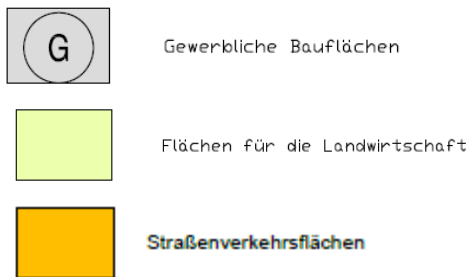 G Gewerbliche Bauflächen
Flächen für die Landwirtschaft
Straßenverkehrsflächen